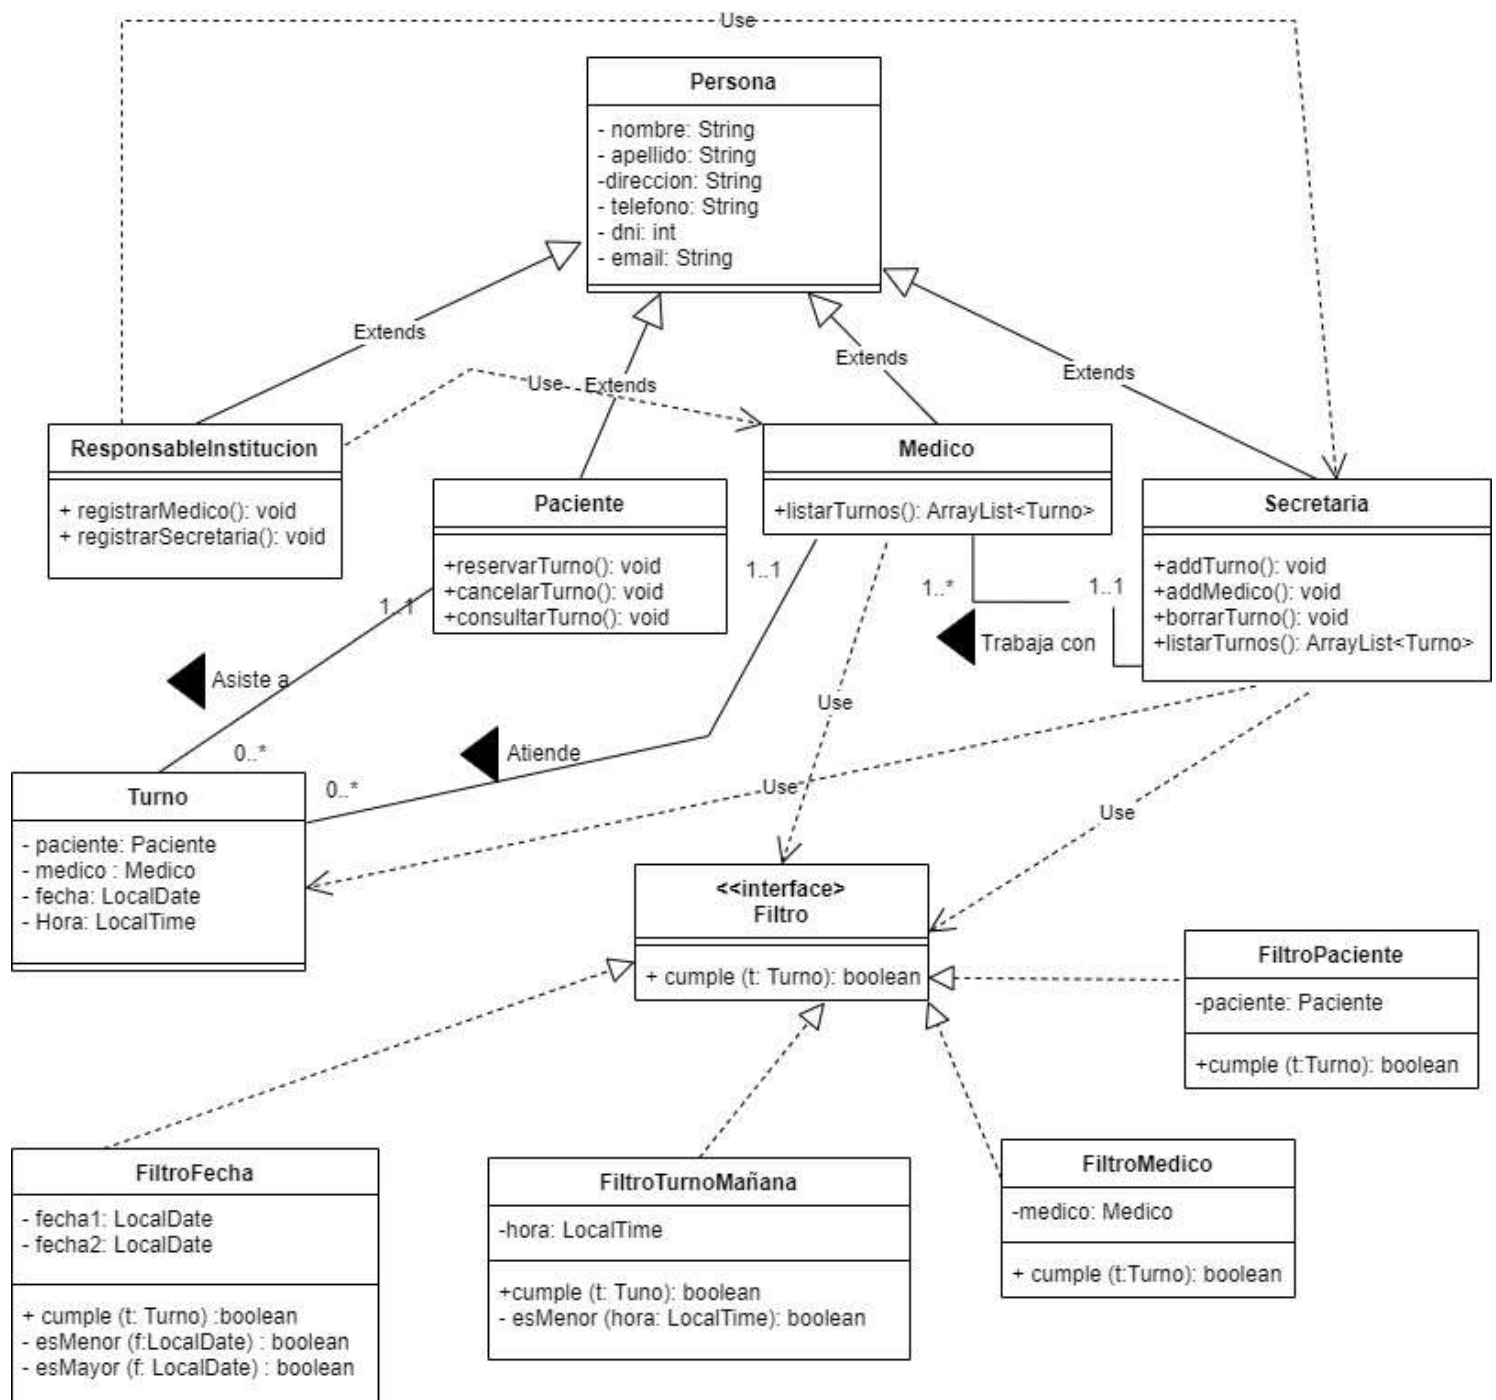 Use
Persona
- nombre: String
- apellido: String
-direccion: String
- telefono: String
- dni: int
- email: String
Extends
Extends
Extends
Extends
Use
ResponsableInstitucion
+ registrarMedico(): void
+ registrarSecretaria(): void
Paciente
+reservarTurno(): void
+cancelarTurno(): void
+consultarTurno(): void
Medico
+listarTurnos(): ArrayList<Turno>
Secretaria
+addTurno(): void
+addMedico(): void
+borrarTurno(): void
+listarTurnos(): ArrayList<Turno>
1..1
1..1
1..*
1..1
Trabaja con
Asiste a
0..*
Atiende
0..*
Use
Use
Use
Turno
- paciente: Paciente
- medico : Medico
- fecha: LocalDate
- Hora: LocalTime
<<interface>
Filtro
+ cumple (t: Turno): boolean
FiltroPaciente
-paciente: Paciente
+cumple (t:Turno): boolean
FiltroFecha
- fecha1: LocalDate
- fecha2: LocalDate
+ cumple (t: Turno) :boolean
- esMenor (f:LocalDate) : boolean
- esMayor (f: LocalDate) : boolean
FiltroTurnoMañana
-hora: LocalTime
+cumple (t: Tuno): boolean
- esMenor (hora: LocalTime): boolean
FiltroMedico
-medico: Medico
+ cumple (t:Turno): boolean